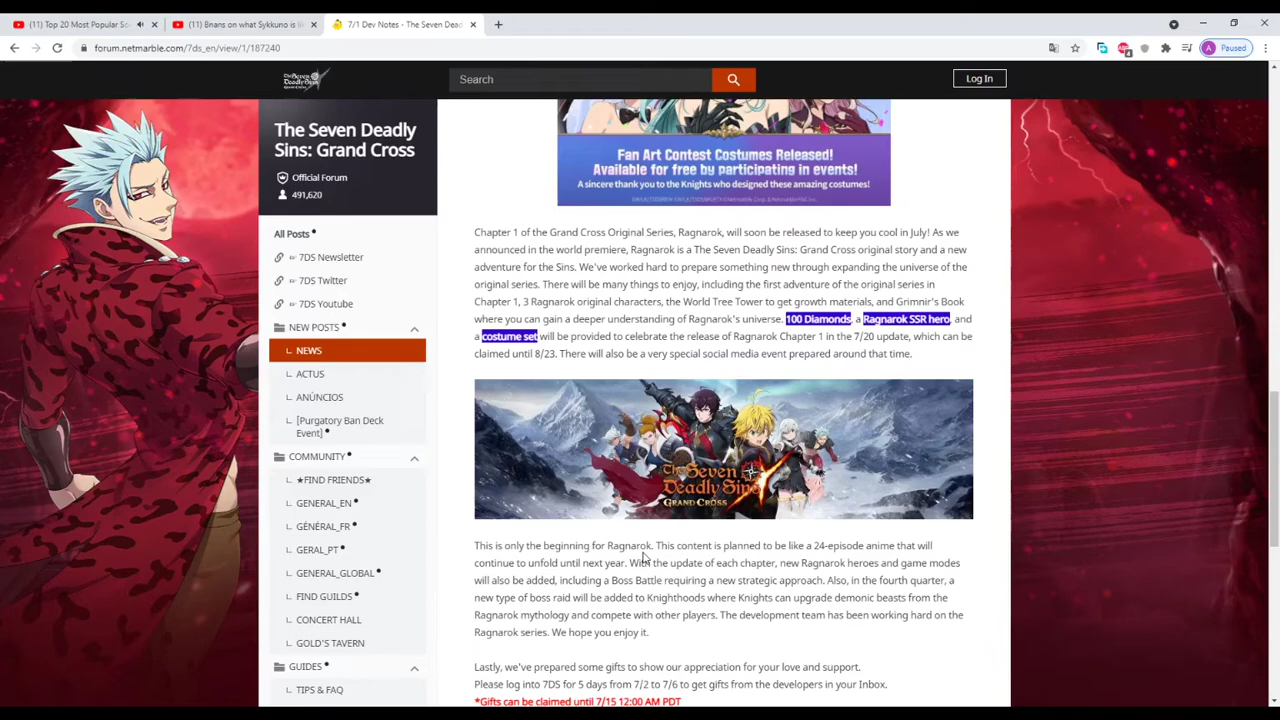 (11) Top 20 Most Popular So
(11) Brians on what Sykkuno is li
7/1 Dev Notes - The Seven Dead
forum.netmarble.com/7ds_en/view/1/187240
4
A
Paused
The Seven
Deadly Sins
GRAND CROSS
Search
Log In
The Seven Deadly
Sins: Grand Cross
Official Forum
491,620
All Posts
7DS Newsletter
7DS Twitter
7DS Youtube
NEW POSTS
NEWS
ACTUS
ANÚNCIOS
[Purgatory Ban Deck
Event]
COMMUNITY
★FIND FRIENDS★
GENERAL_EN
GÉNÉRAL_FR
GERAL_PT
GENERAL_GLOBAL
FIND GUILDS
CONCERT HALL
GOLD'S TAVERN
GUIDES
TIPS & FAQ
Fan Art Contest Costumes Released!
Available for free by participating in events!
A sincere thank you to the Knights who designed these amazing costumes!
Chapter 1 of the Grand Cross Original Series, Ragnarok, will soon be released to keep you cool in July! As we
announced in the world premiere, Ragnarok is a The Seven Deadly Sins: Grand Cross original story and a new
adventure for the Sins. We've worked hard to prepare something new through expanding the universe of the
original series. There will be many things to enjoy, including the first adventure of the original series in
Chapter 1, 3 Ragnarok original characters, the World Tree Tower to get growth materials, and Grimnir's Book
where you can gain a deeper understanding of Ragnarok's universe. 100 Diamonds, a Ragnarok SSR hero, and
a costume set will be provided to celebrate the release of Ragnarok Chapter 1 in the 7/20 update, which can be
claimed until 8/23. There will also be a very special social media event prepared around that time.
The Seven
Deadly Sins
GRAND CROSS
This is only the beginning for Ragnarok. This content is planned to be like a 24-episode anime that will
continue to unfold until next year. With the update of each chapter, new Ragnarok heroes and game modes
will also be added, including a Boss Battle requiring a new strategic approach. Also, in the fourth quarter, a
new type of boss raid will be added to Knighthoods where Knights can upgrade demonic beasts from the
Ragnarok mythology and compete with other players. The development team has been working hard on the
Ragnarok series. We hope you enjoy it.
Lastly, we've prepared some gifts to show our appreciation for your love and support.
Please log into 7DS for 5 days from 7/2 to 7/6 to get gifts from the developers in your Inbox.
*Gifts can be claimed until 7/15 12:00 AM PDT